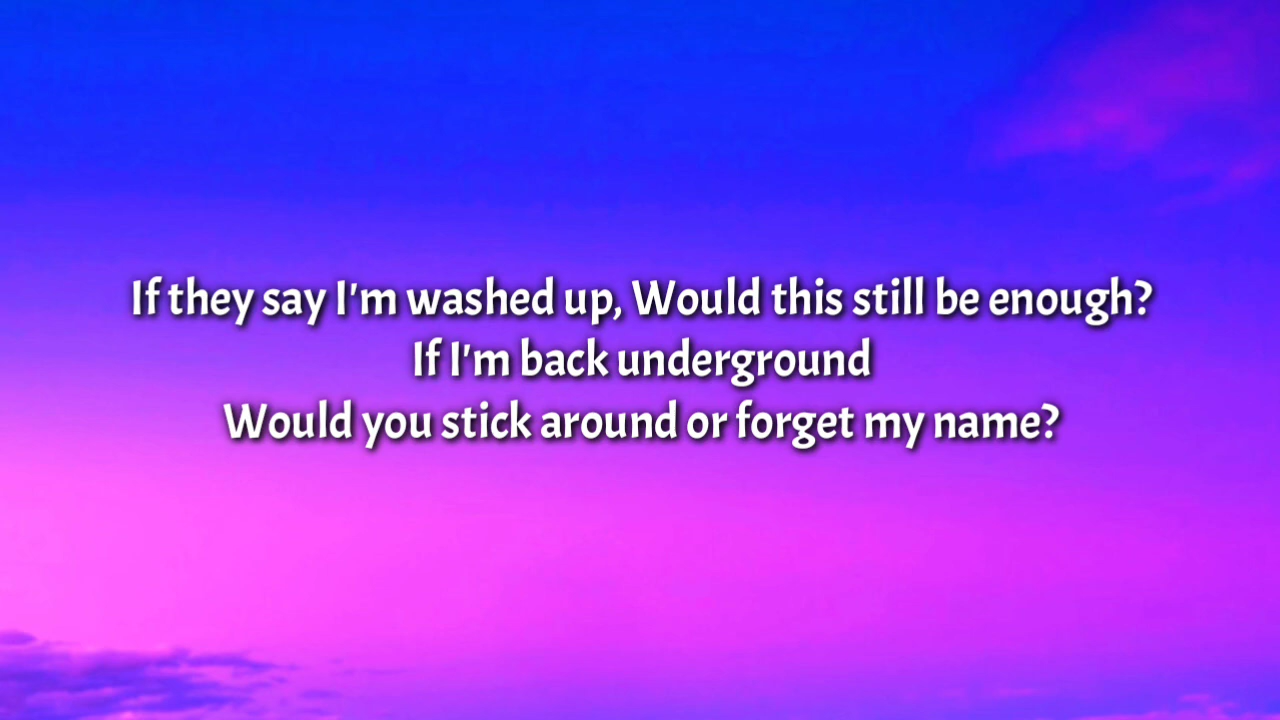 If they say I'm washed up, Would this still be enough?
If I'm back underground
Would you stick around or forget my name?